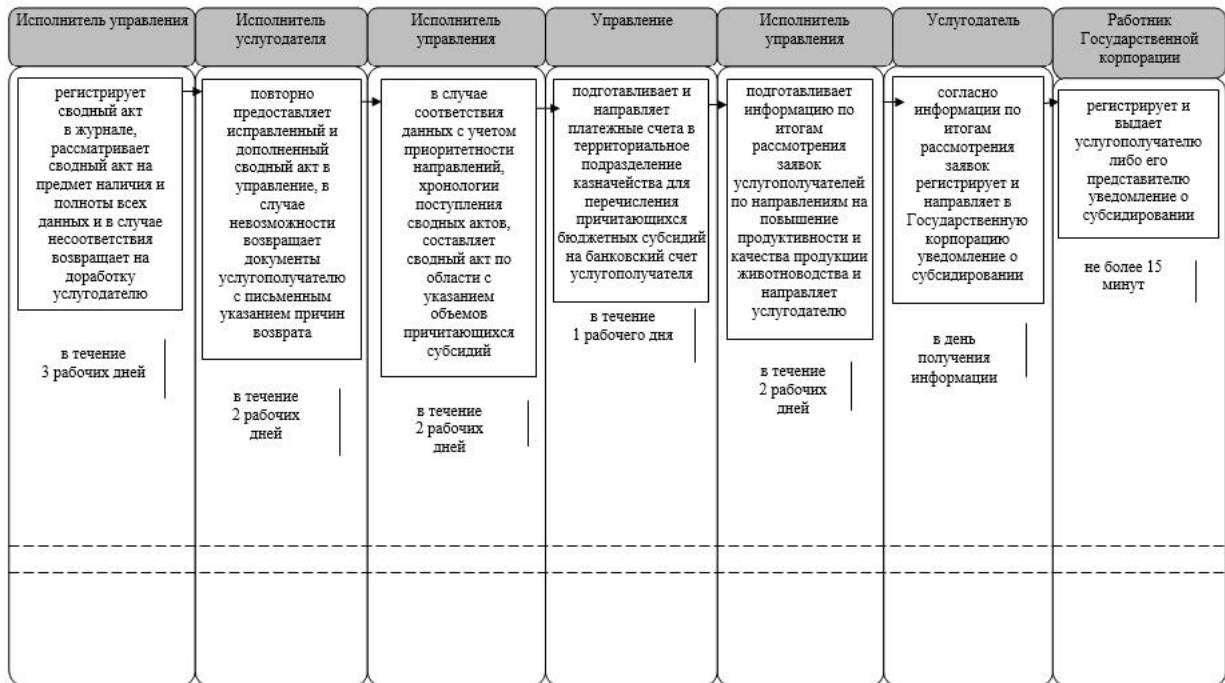 Исполнитель управления
регистрирует
сводный акт
в журнале,
рассматривает
сводный акт на
предмет наличия и
полноты всех
данных и в случае
несоответствия
возвращает на
доработку
услугодателю
в течение
3 рабочих дней
Исполнитель
услугодателя
повторно
предоставляет
исправленный и
дополненный
сводный акт в
управление, в
случае
невозможности
возвращает
документы
услугополучателю
с письменным
указанием причин
возврата
в течение
2 рабочих
дней
Исполнитель
управления
в случае
соответствия
данных с учетом
приоритетности
направлений,
хронологии
поступления
сводных актов,
составляет
сводный акт по
области с
указанием
объемов
причитающихся
субсидий
в течение
2 рабочих
дней
Управление
подготавливает и
направляет
платежные счета в
территориальное
подразделение
казначейства для
перечисления
причитающихся
бюджетных субсидий
на банковский счет
услугополучателя
в течение
1 рабочего дня
Исполнитель
управления
подготавливает
информацию по
итогам
рассмотрения
заявок
услугополучателей
по направлениям на
повышение
продуктивности и
качества продукции
животноводства и
направляет
услугодателю
в течение
2 рабочих
дней
Услугодатель
согласно
информации по
итогам
рассмотрения
заявок
регистрирует и
направляет в
Государственную
корпорацию
уведомление о
субсидировании
в день
получения
информации
Работник
Государственной
корпорации
регистрирует и
выдает
услугополучателю
либо его
представителю
уведомление о
субсидировании
не более 15
минут